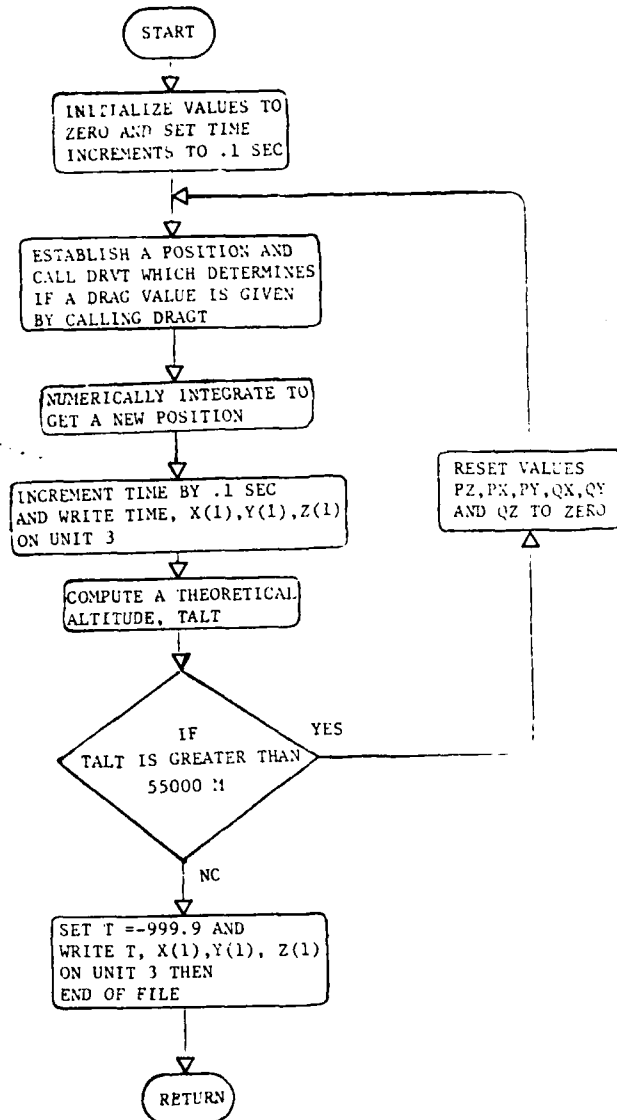 START
INITIALIZE VALUES TO
ZERO AND SET TIME
INCREMENTS TO .1 SEC
ESTABLISH A POSITION AND
CALL DRVT WHICH DETERMINES
IF A DRAG VALUE IS GIVEN
BY CALLING DRAGT
NUMERICALLY INTEGRATE TO
GET A NEW POSITION
INCREMENT TIME BY .1 SEC
AND WRITE TIME, X(1),Y(1),Z(1)
ON UNIT 3
RESET VALUES
PZ,PX,PY,QX,QY
AND QZ TO ZERO
COMPUTE A THEORETICAL
ALTITUDE, TALT
IF
TALT IS GREATER THAN
55000 M
YES
NO
SET T =-999.9 AND
WRITE T, X(1),Y(1), Z(1)
ON UNIT 3 THEN
END OF FILE
RETURN